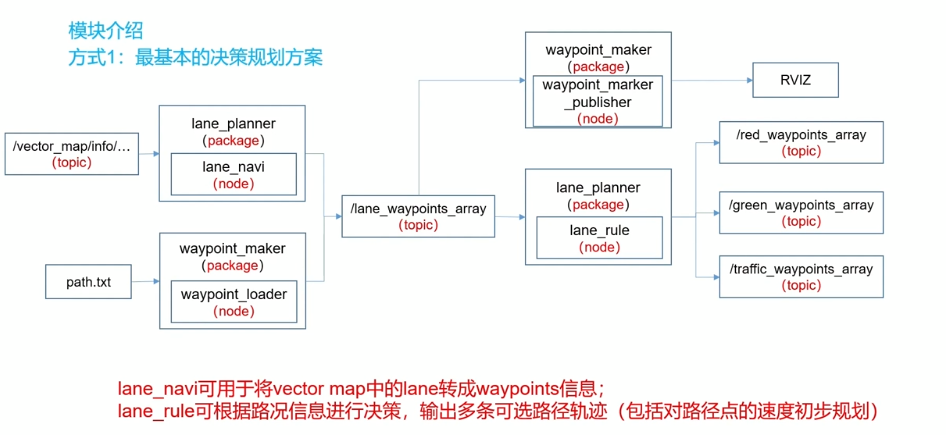 模块介绍
方式1：最基本的决策规划方案
waypoint_maker
（package）
waypoint_marker
_publisher
（node）
RVIZ
lane_planner
（package）
lane_navi
（node）
/vector_map/info/…
（topic）
/red_waypoints_array
（topic）
/lane_waypoints_array
（topic）
lane_planner
（package）
lane_rule
（node）
/green_waypoints_array
（topic）
waypoint_maker
（package）
waypoint_loader
（node）
path.txt
/traffic_waypoints_array
（topic）
lane_navi可用于将vector map中的lane转成waypoints信息；
lane_rule可根据路况信息进行决策，输出多条可选路径轨迹（包括对路径点的速度初步规划）